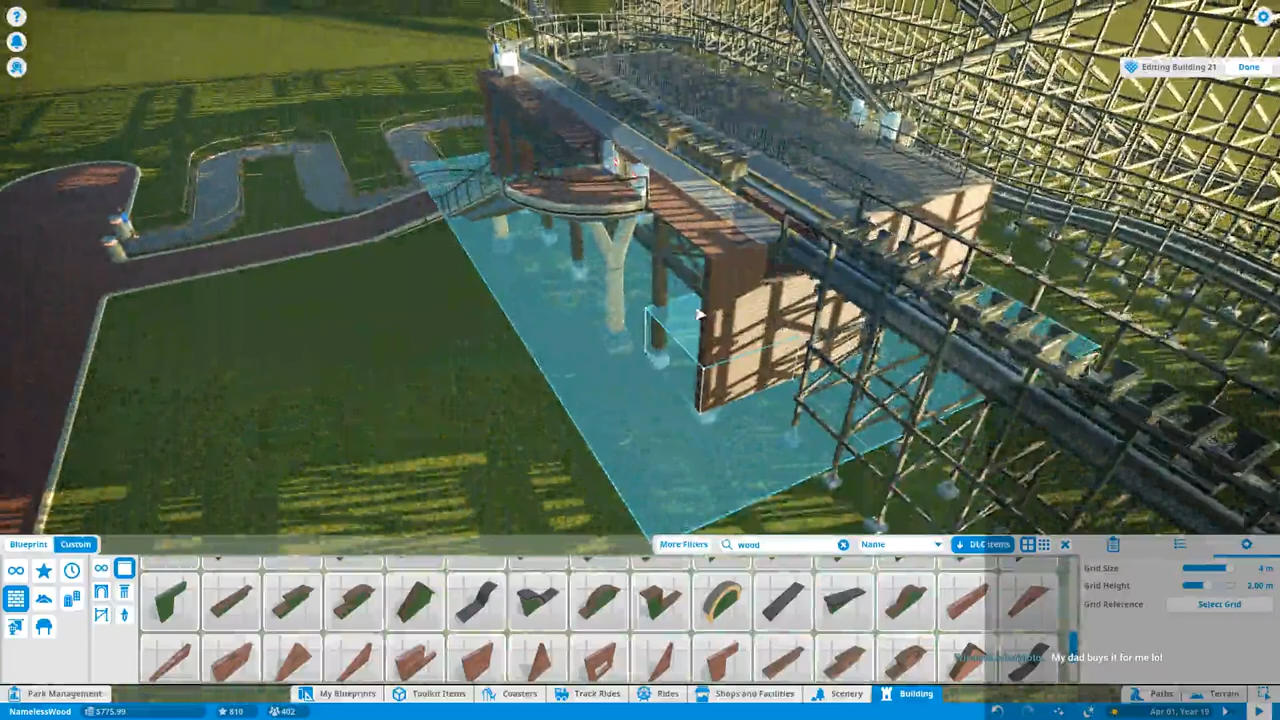 Editing Building 21
Done
Blueprint
Custom
More Filters
wood
Name
DLC items
Grid Size
4 m
Grid Height
2.00 m
Grid Reference
Select Grid
My dad buys it for me lol
Park Management
My Blueprints
Toolkit Items
Coasters
Track Rides
Rides
Shops and Facilities
Scenery
Building
Paths
Terrain
NamelessWood
$775.99
810
402
Apr 01, Year 19